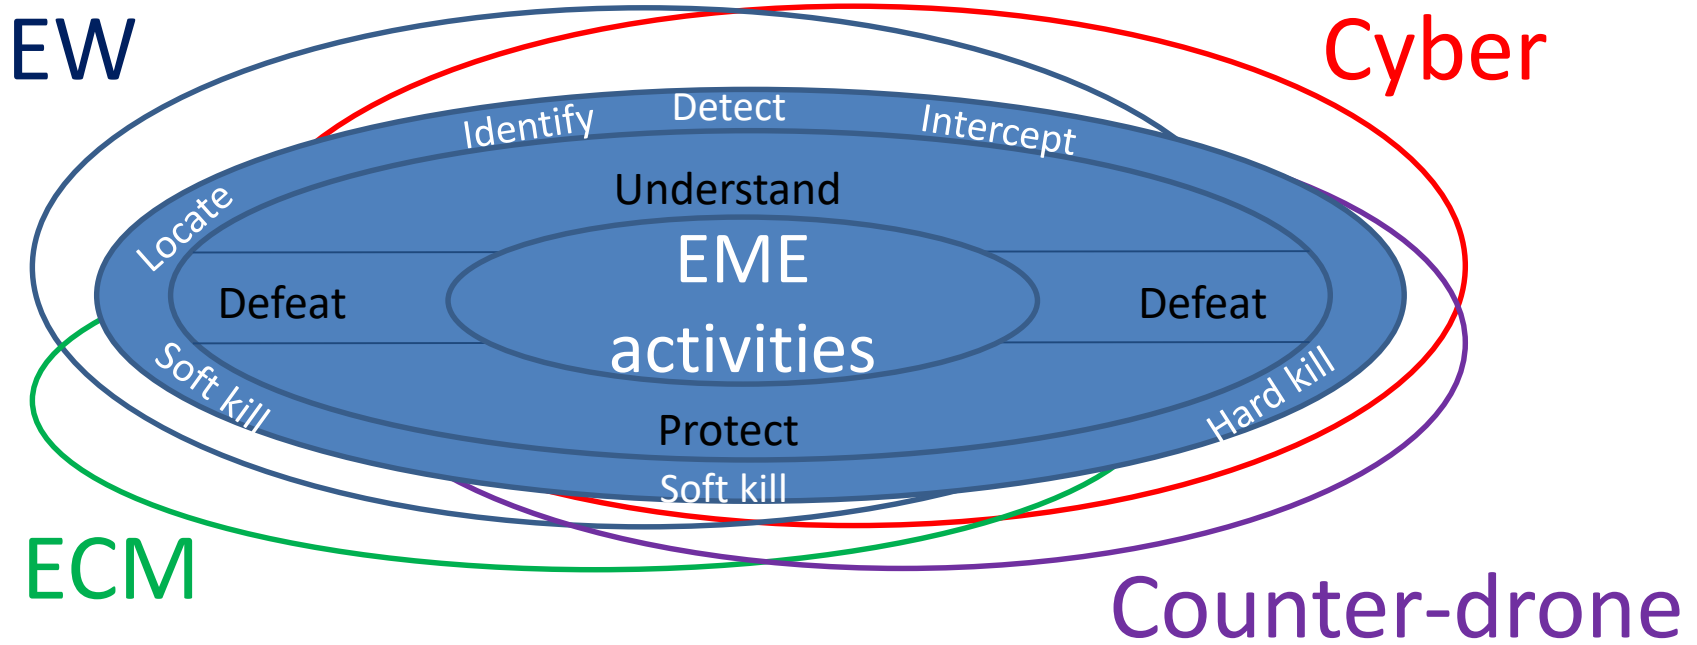 EW
Cyber
Identify
Detect
Intercept
Locate
Understand
EME
activities
Defeat
Defeat
Soft kill
Hard kill
Protect
Soft kill
ECM
Counter-drone